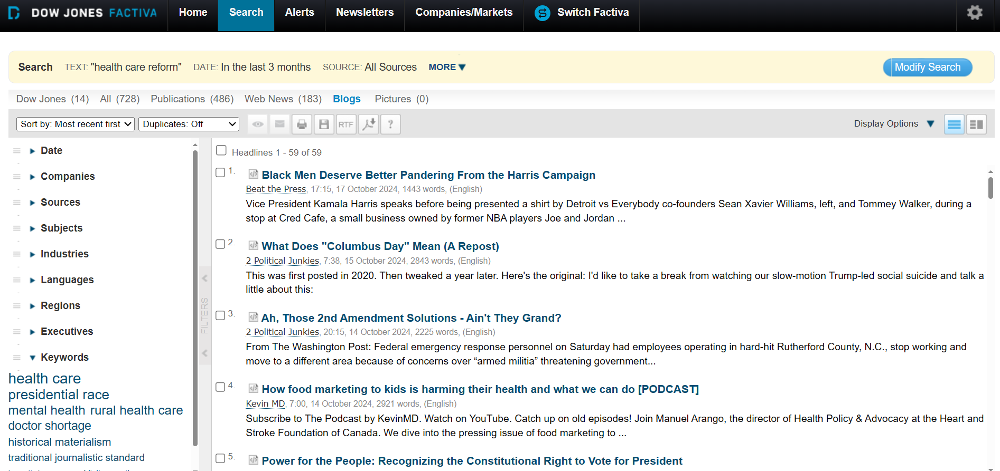 DOW JONES FACTIVA Home Search Alerts Newsletters Companies/Markets Switch Factiva
Search TEXT: "health care reform" DATE: In the last 3 months SOURCE: All Sources MORE Modify Search
Dow Jones (14) All (728) Publications (486) Web News (183) Blogs Pictures (0)
Sort by: Most recent first Duplicates: Off RTF ? Display Options
Date
Companies
Sources
Subjects
Industries
Languages
Regions
Executives
Keywords
health care
presidential race
mental health rural health care
doctor shortage
historical materialism
traditional journalistic standard
FILTERS
Headlines 1 - 59 of 59
1. Black Men Deserve Better Pandering From the Harris Campaign
Beat the Press, 17:15, 17 October 2024, 1443 words, (English)
Vice President Kamala Harris speaks before being presented a shirt by Detroit vs Everybody co-founders Sean Xavier Williams, left, and Tommey Walker, during a
stop at Cred Cafe, a small business owned by former NBA players Joe and Jordan ...
2. What Does "Columbus Day" Mean (A Repost)
2 Political Junkies, 7:38, 15 October 2024, 2843 words, (English)
This was first posted in 2020. Then tweaked a year later. Here's the original: I'd like to take a break from watching our slow-motion Trump-led social suicide and talk a
little about this:
3. Ah, Those 2nd Amendment Solutions - Ain't They Grand?
2 Political Junkies, 20:15, 14 October 2024, 2225 words, (English)
From The Washington Post: Federal emergency response personnel on Saturday had employees operating in hard-hit Rutherford County, N.C., stop working and
move to a different area because of concerns over “armed militia” threatening government...
4. How food marketing to kids is harming their health and what we can do [PODCAST]
Kevin MD, 7:00, 14 October 2024, 2921 words, (English)
Subscribe to The Podcast by KevinMD. Watch on YouTube. Catch up on old episodes! Join Manuel Arango, the director of Health Policy & Advocacy at the Heart and
Stroke Foundation of Canada. We dive into the pressing issue of food marketing to ...
5. Power for the People: Recognizing the Constitutional Right to Vote for President